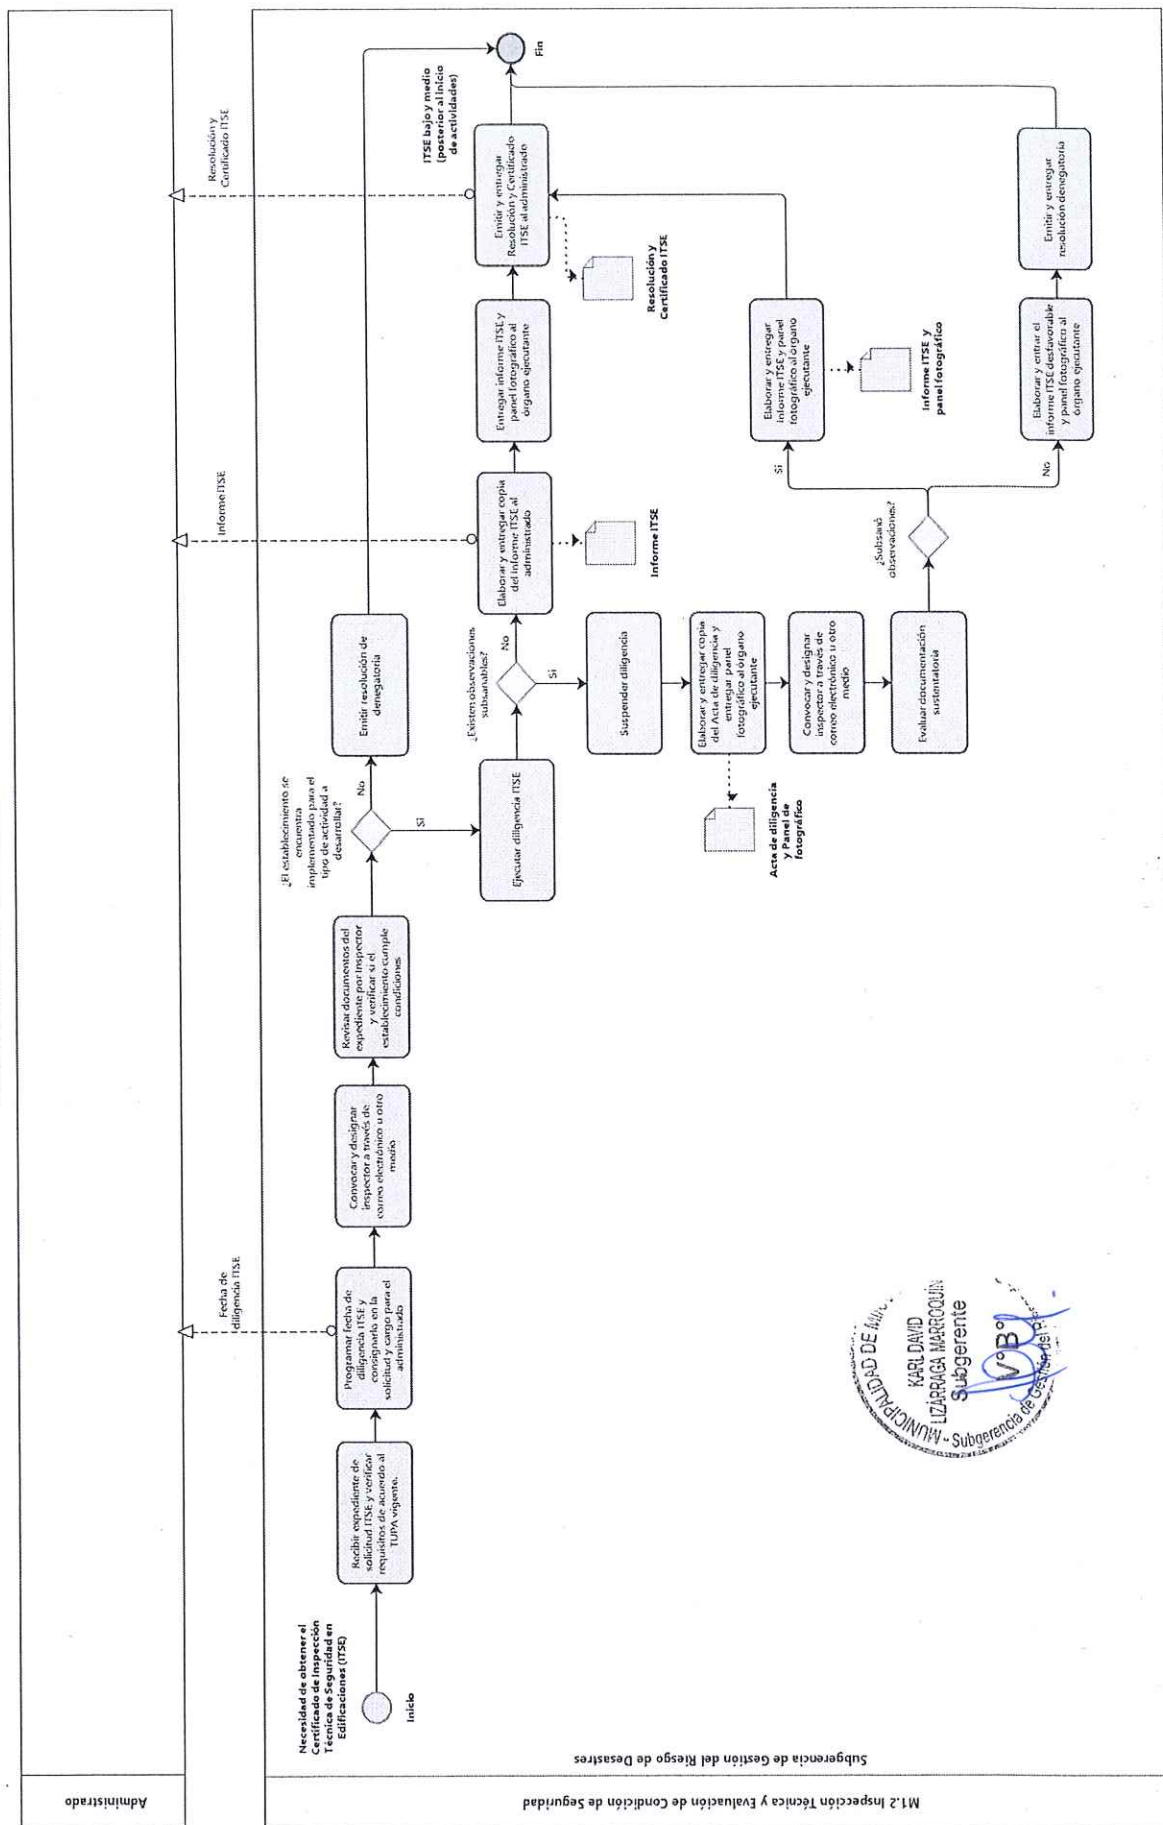 Administrado
M1.2 Inspección Técnica y Evaluación de Condición de Seguridad
Subgerencia de Gestión del Riesgo de Desastres
Necesidad de obtener el
Certificado de Inspección
Técnica de Seguridad en
Edificaciones (ITSE)
Inicio
Recibir expediente de
solicitud ITSE y verificar
requisitos de acuerdo al
TUPA vigente.
Programar fecha de
diligencia ITSE y
consignarlo en la
solicitud y cargo para el
administrado
Fecha de
diligencia ITSE
Convocar y designar
inspector a través de
correo electrónico u otro
medio
Revisar documentos del
expediente por Inspector
y verificar si el
establecimiento cumple
condiciones
¿El establecimiento se
encuentra
implementado para el
tipo de actividad a
desarrollar?
No
Si
Emitir resolución de
denegatoria
Ejecutar diligencia ITSE
¿Existen observaciones
subsanables?
No
Si
Elaborar y entregar copia
del informe ITSE al
administrado
Informe ITSE
Informe ITSE
Entregar informe ITSE y
panel fotográfico al
órgano ejecutante
Emitir y entregar
Resolución y Certificado
ITSE al administrado
Resolución y
Certificado ITSE
Resolución y
Certificado ITSE
ITSE bajo y medio
(posterior al inicio
de actividades)
Fin
Suspender diligencia
Elaborar y entregar copia
del Acta de diligencia y
entregar panel
fotográfico al órgano
ejecutante
Acta de diligencia
y Panel de
fotográfico
Convocar y designar
inspector a través de
correo electrónico u otro
medio
Evaluar documentación
sustentatoria
¿Subsanó
observaciones?
Si
No
Elaborar y entregar
informe ITSE y panel
fotográfico al órgano
ejecutante
Informe ITSE y
panel fotográfico
Elaborar y entrar el
informe ITSE desfavorable
y panel fotográfico al
órgano ejecutante
Emitir y entregar
resolución denegatoria
MUNICIPALIDAD DE
KARL DAVID
LIZÁRRAGA MARROQUÍN
Subgerente
V°B°
Subgerencia de Gestión del